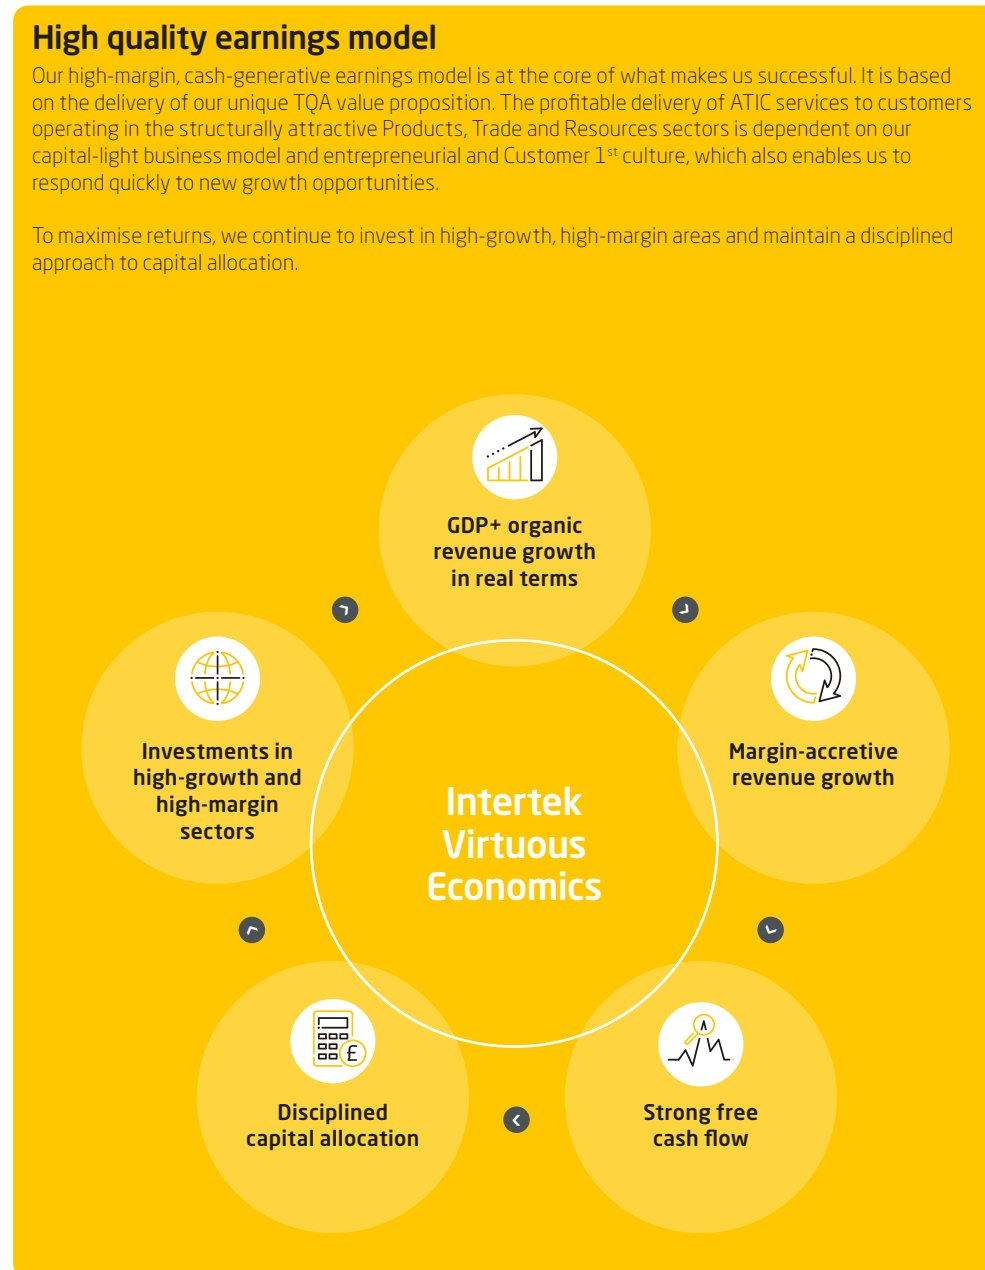 High quality earnings model
Our high-margin, cash-generative earnings model is at the core of what makes us successful. It is based
on the delivery of our unique TQA value proposition. The profitable delivery of ATIC services to customers
operating in the structurally attractive Products, Trade and Resources sectors is dependent on our
capital-light business model and entrepreneurial and Customer 1st culture, which also enables us to
respond quickly to new growth opportunities.
To maximise returns, we continue to invest in high-growth, high-margin areas and maintain a disciplined
approach to capital allocation.
GDP+ organic
revenue growth
in real terms
Margin-accretive
revenue growth
Strong free
cash flow
£
Disciplined
capital allocation
Investments in
high-growth and
high-margin
sectors
Intertek
Virtuous
Economics